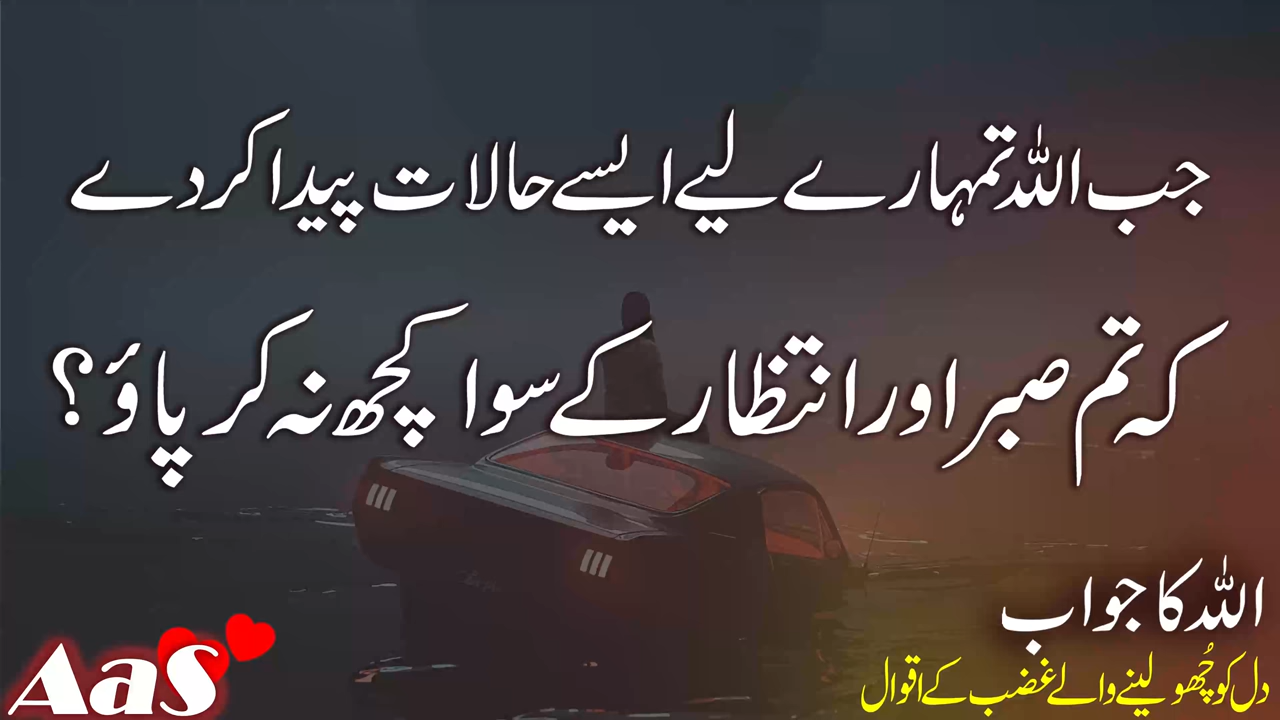 جب اللہ تمہارے لیے ایسے حالات پیدا کر دے
کہ تم صبر اور انتظار کے سوا کچھ نہ کر پاؤ؟
اللہ کا جواب
دل کو چُھو لینے والے غضب کے اقوال
AaS